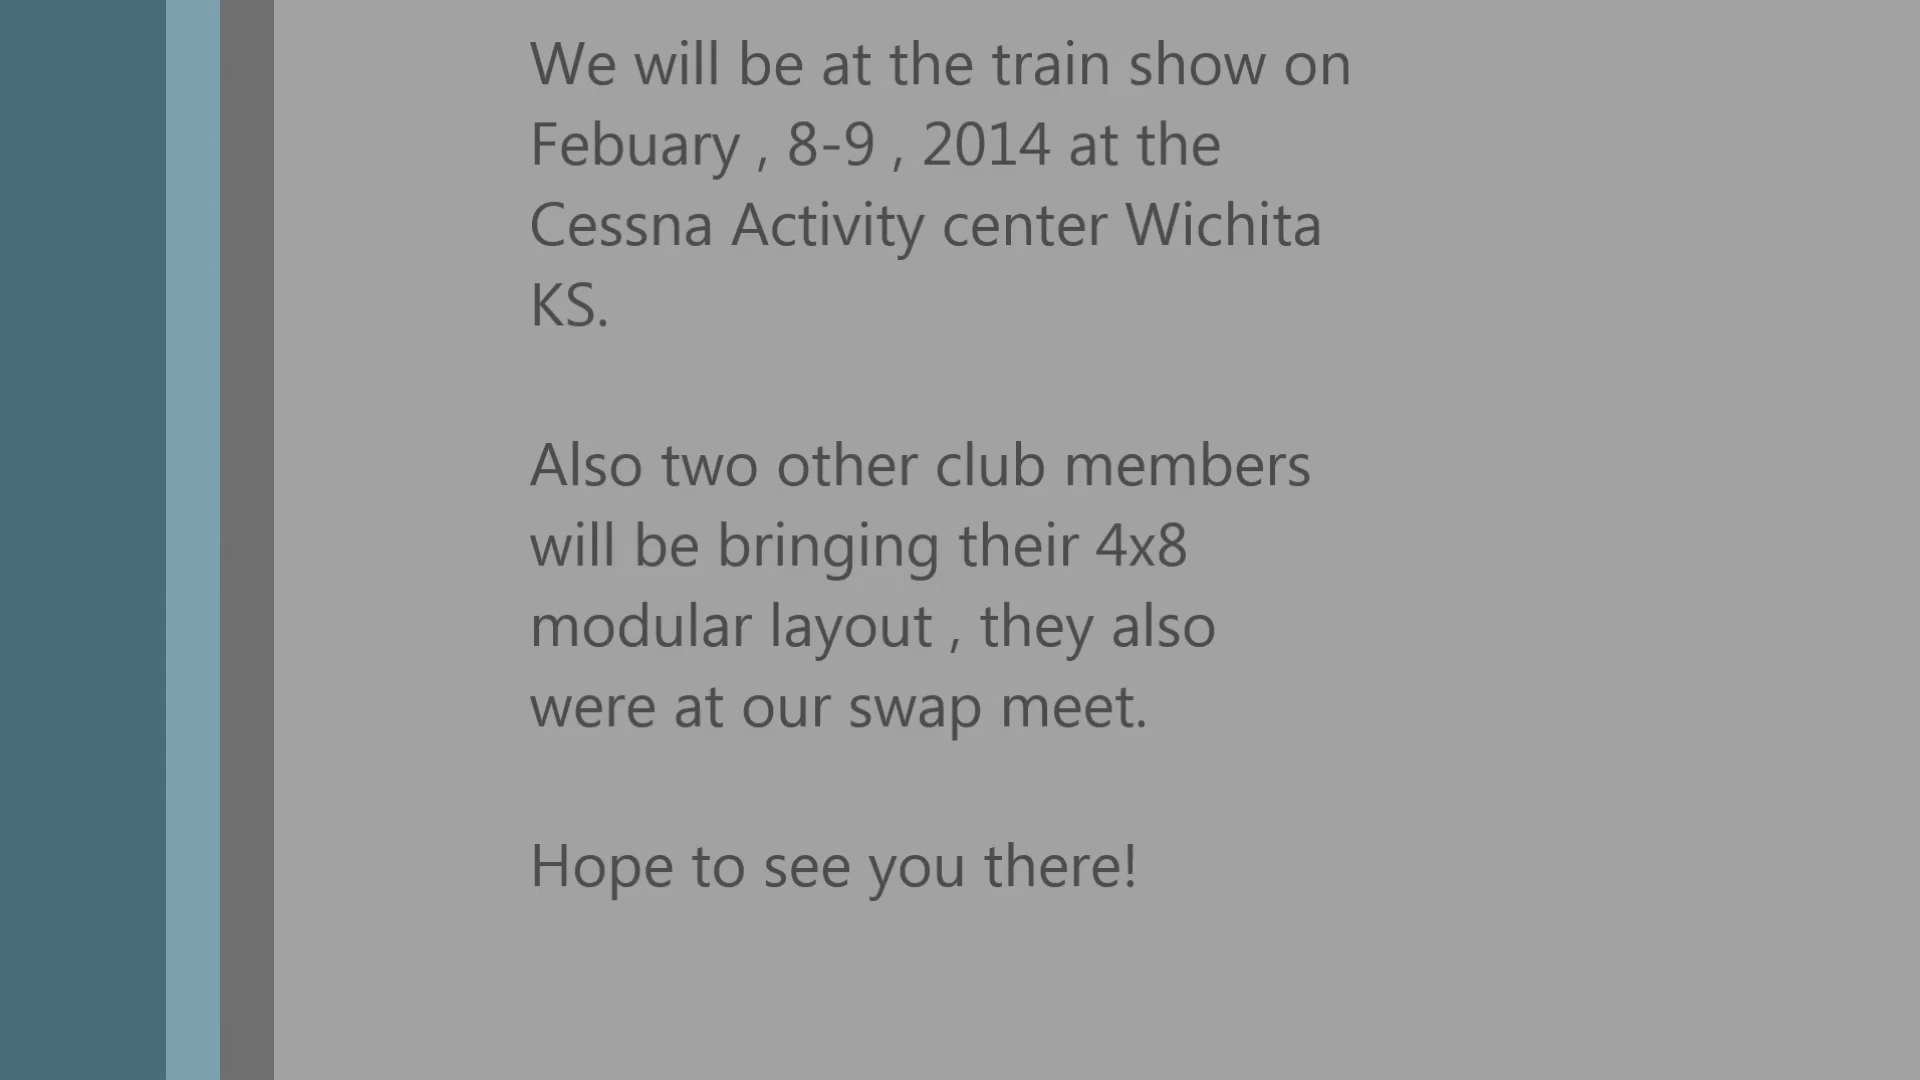 We will be at the train show on
Febuary , 8-9 , 2014 at the
Cessna Activity center Wichita
KS.
Also two other club members
will be bringing their 4x8
modular layout , they also
were at our swap meet.
Hope to see you there!